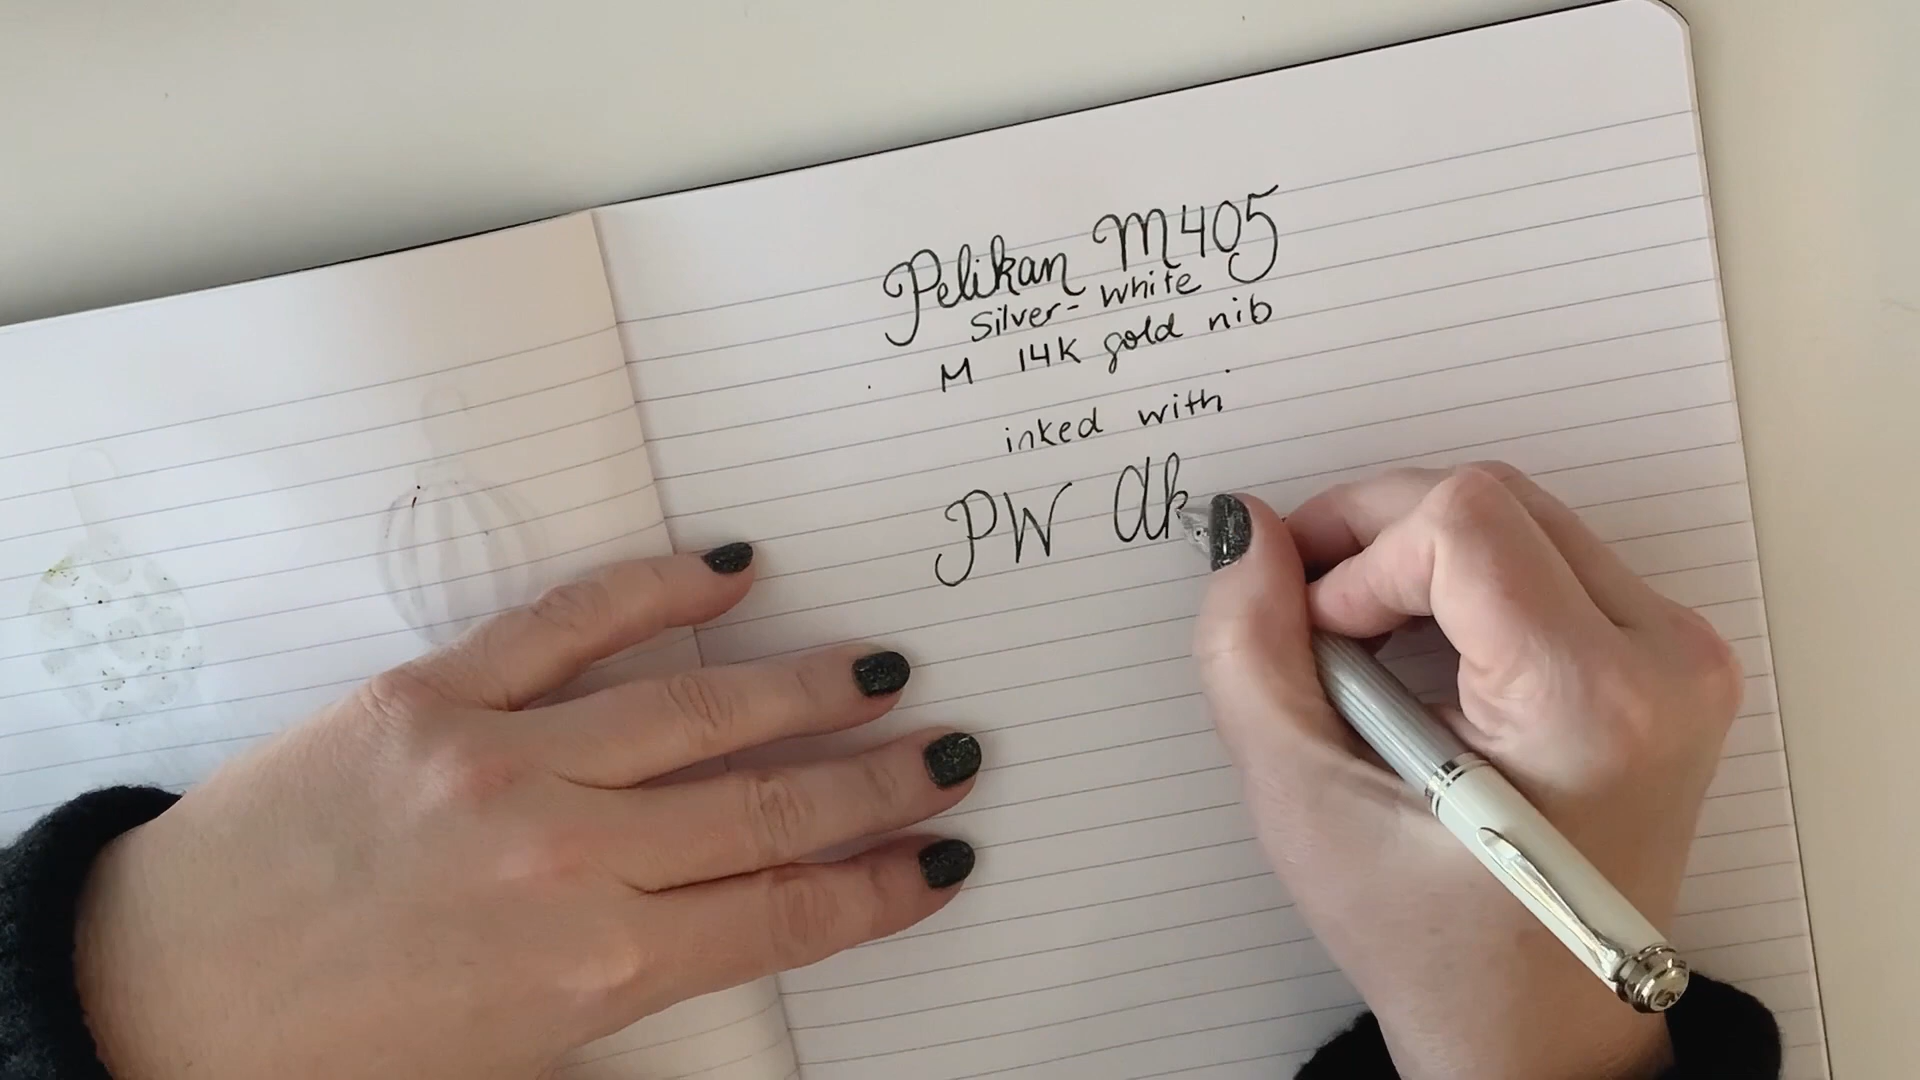 Pelikan M405
Silver-white
M 14K gold nib
inked with
PW Ak